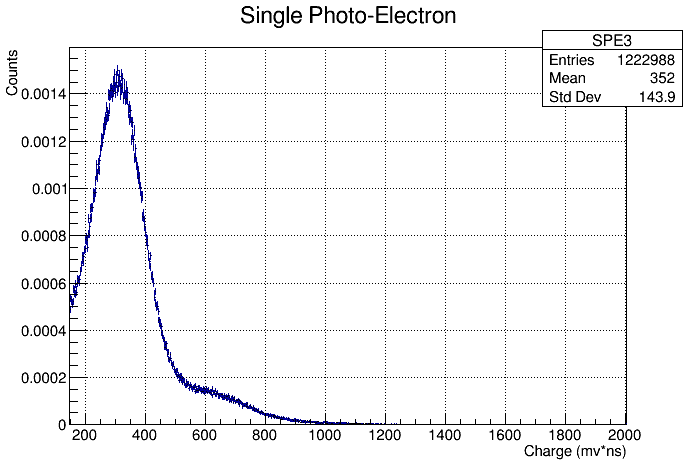 Single Photo-Electron
SPE3
Entries 1222988
Mean 352
Std Dev 143.9
Counts
0.0014
0.0012
0.001
0.0008
0.0006
0.0004
0.0002
0
200 400 600 800 1000 1200 1400 1600 1800 2000
Charge (mv*ns)